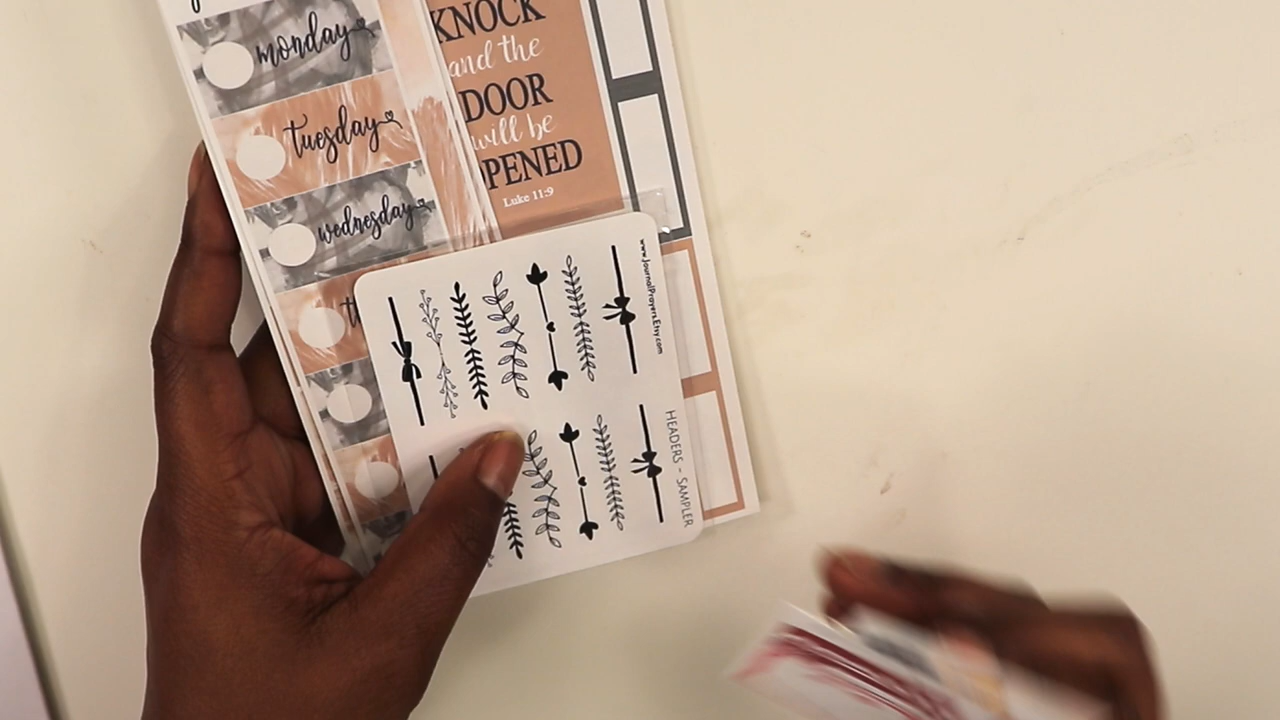 monday
tuesday
wednesday
KNOCK
and the
DOOR
will be
OPENED
Luke 11:9
www.JournalPrayers.Etsy.com
HEADERS - SAMPLER